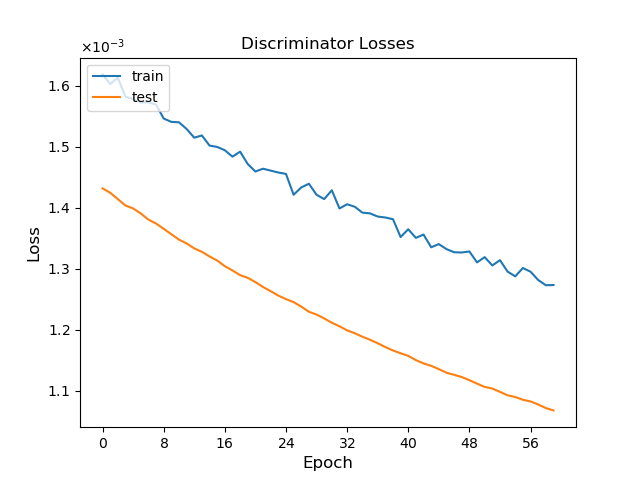 Discriminator Losses
×10⁻³
train
test
1.6
1.5
1.4
1.3
1.2
1.1
Loss
0 8 16 24 32 40 48 56
Epoch